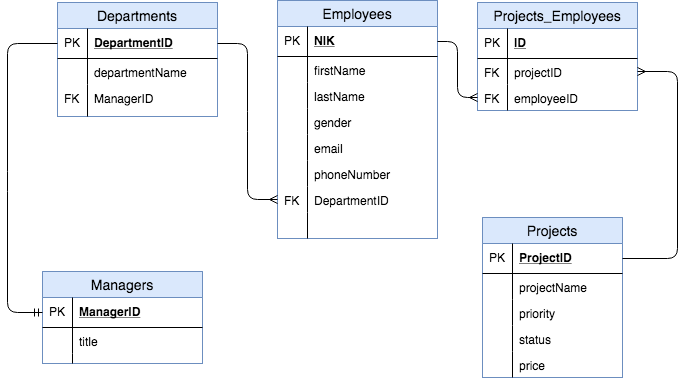 Departments
PK DepartmentID
departmentName
FK ManagerID
Employees
PK NIK
firstName
lastName
gender
email
phoneNumber
FK DepartmentID
Projects_Employees
PK ID
FK projectID
FK employeeID
Managers
PK ManagerID
title
Projects
PK ProjectID
projectName
priority
status
price